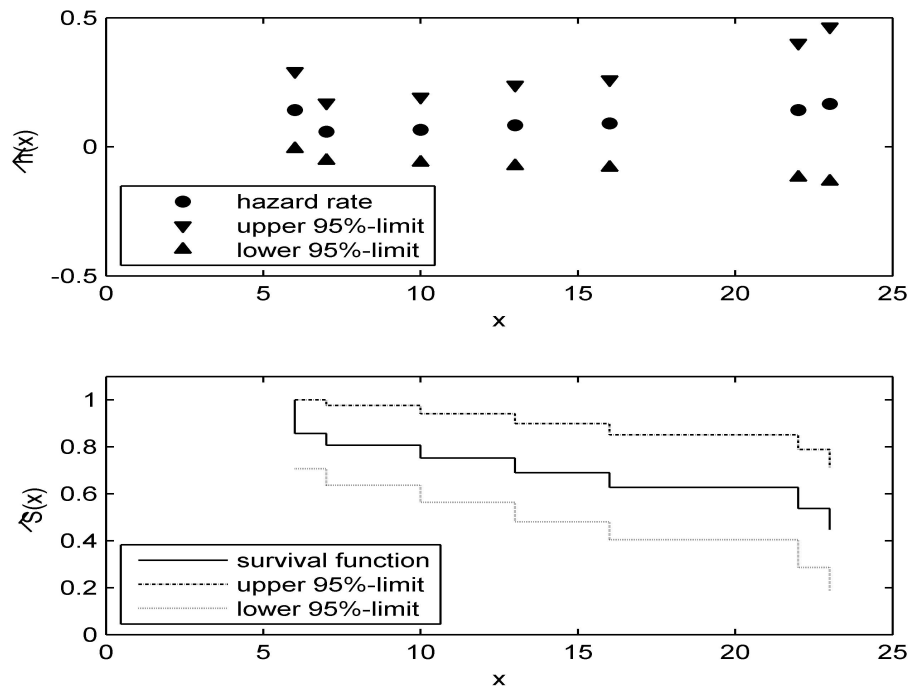 0.5
0
-0.5
ĥ(x)
hazard rate
upper 95%-limit
lower 95%-limit
0 5 10 15 20 25
x
1
0.8
0.6
0.4
0.2
0
Ŝ(x)
survival function
upper 95%-limit
lower 95%-limit
0 5 10 15 20 25
x